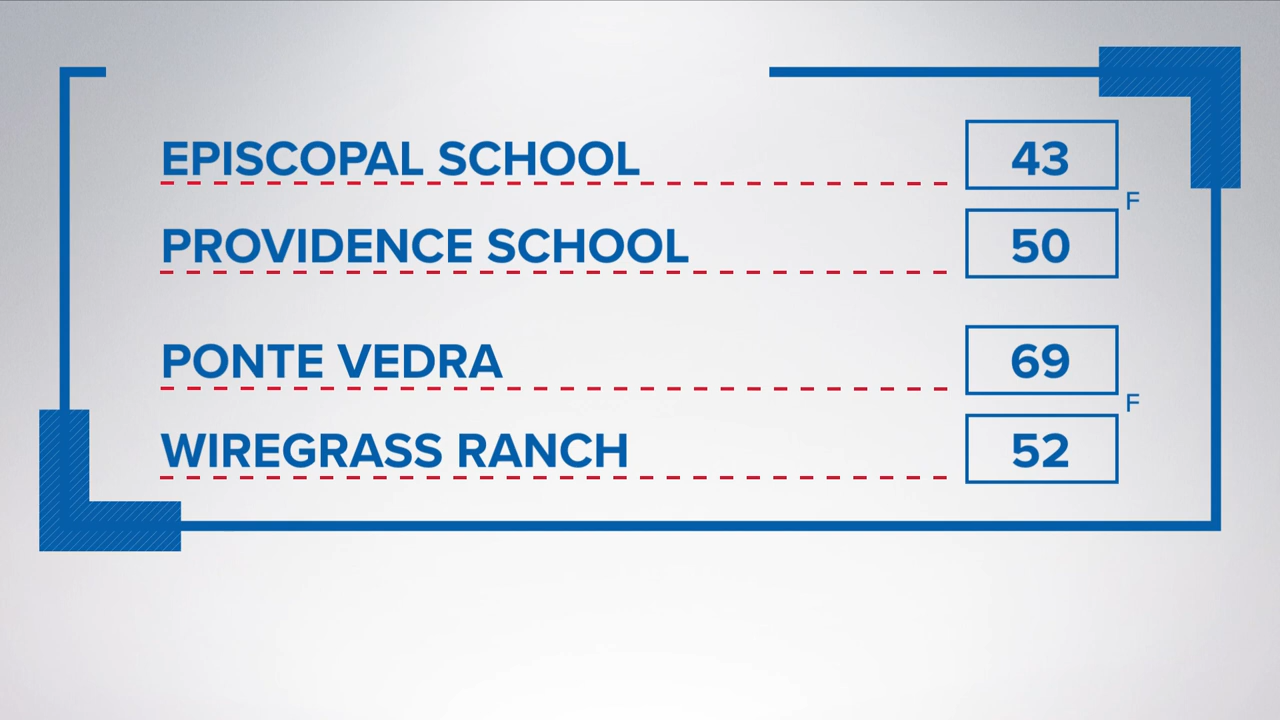 EPISCOPAL SCHOOL 43
F
PROVIDENCE SCHOOL 50
PONTE VEDRA 69
F
WIREGRASS RANCH 52